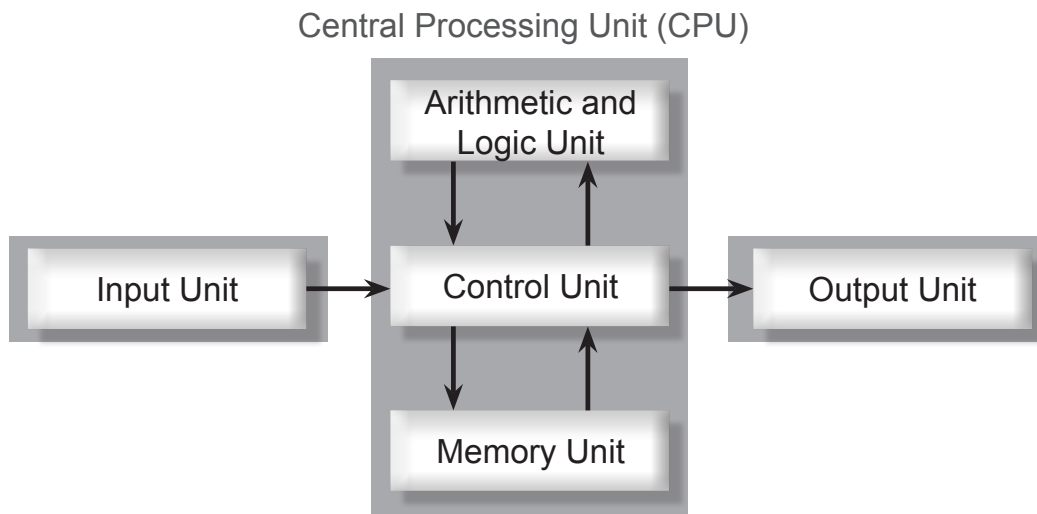 Central Processing Unit (CPU)
Arithmetic and
Logic Unit
Input Unit
Control Unit
Output Unit
Memory Unit